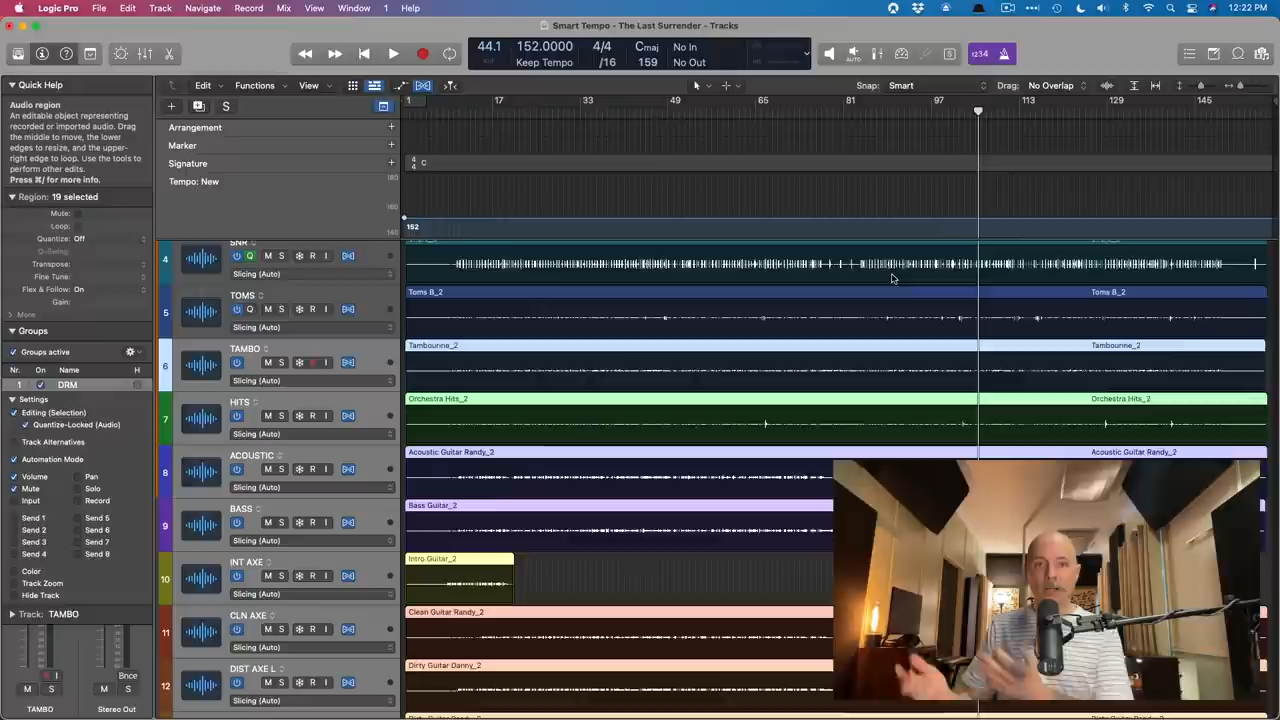 Logic Pro File Edit Track Navigate Record Mix View Window 1 Help 12:22 PM
Smart Tempo - The Last Surrender - Tracks
44.1 152.0000 4/4 Cmaj No In
Keep Tempo /16 159 No Out
1234
Quick Help
Edit Functions View Snap: Smart Drag: No Overlap
Audio region
An editable object representing
recorded or imported audio. Drag
the middle to move, the lower
edges to resize, and the upper-
right edge to loop. Use the tools to
perform other edits.
Press ⌘/ for more info.
S
1 17 33 49 65 81 97 113 129 145
Arrangement
Marker
Signature
4
4 C
Tempo: New
180
160
140
152
Region: 19 selected
Mute:
Loop:
Quantize: Off
Q-Swing:
Transpose:
Fine Tune:
Flex & Follow: On
Gain:
More
Groups
Groups active
Nr. On Name
1 DRM
Settings
Editing (Selection)
Quantize-Locked (Audio)
Track Alternatives
Automation Mode
Volume Pan
Mute Solo
Input Record
Send 1 Send 5
Send 2 Send 6
Send 3 Send 7
Send 4 Send 8
Color
Track Zoom
Hide Track
Track: TAMBO
R I
Bnce
M S M S
TAMBO Stereo Out
4 SNR
Q M S R I
Slicing (Auto)
5 TOMS
Q M S R I
Slicing (Auto)
Toms B_2 Toms B_2
6 TAMBO
M S R I
Slicing (Auto)
Tambourine_2 Tambourine_2
7 HITS
M S R I
Slicing (Auto)
Orchestra Hits_2 Orchestra Hits_2
8 ACOUSTIC
M S R I
Slicing (Auto)
Acoustic Guitar Randy_2 Acoustic Guitar Randy_2
9 BASS
M S R I
Slicing (Auto)
Bass Guitar_2
10 INT AXE
M S R I
Slicing (Auto)
Intro Guitar_2
11 CLN AXE
M S R I
Slicing (Auto)
Clean Guitar Randy_2
12 DIST AXE L
M S R I
Dirty Guitar Danny_2